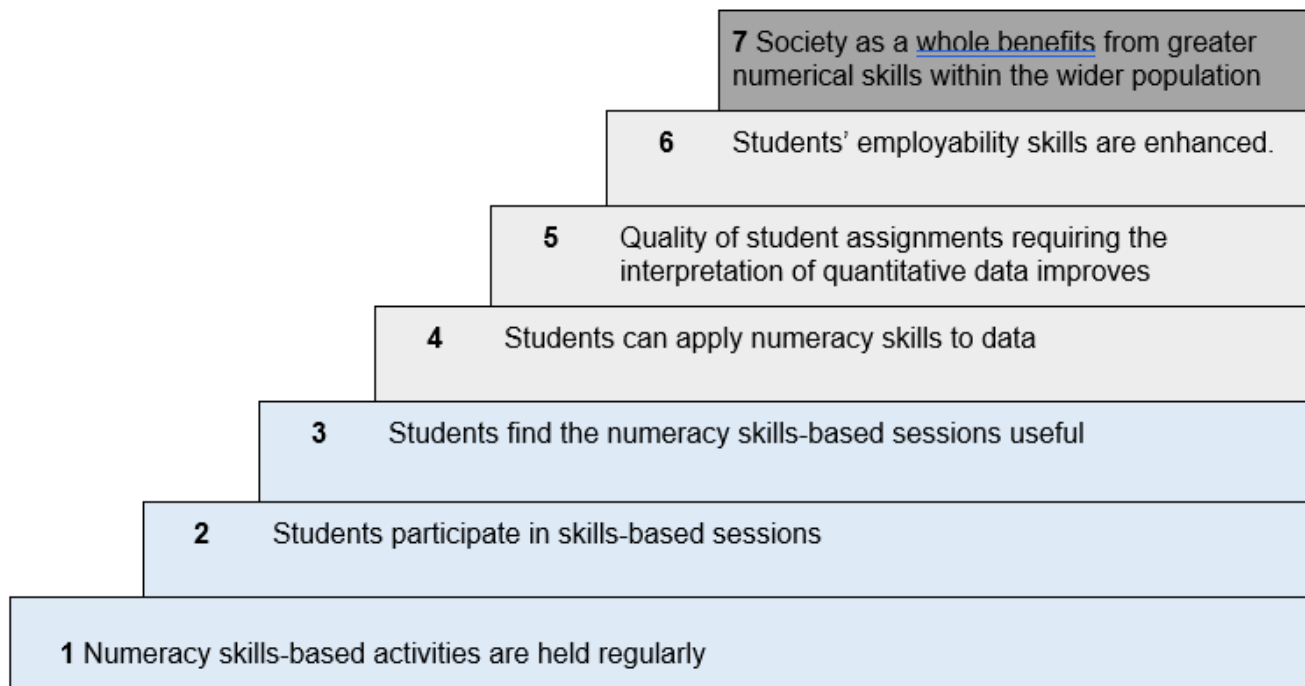 7 Society as a whole benefits from greater
numerical skills within the wider population
6 Students’ employability skills are enhanced.
5 Quality of student assignments requiring the
interpretation of quantitative data improves
4 Students can apply numeracy skills to data
3 Students find the numeracy skills-based sessions useful
2 Students participate in skills-based sessions
1 Numeracy skills-based activities are held regularly